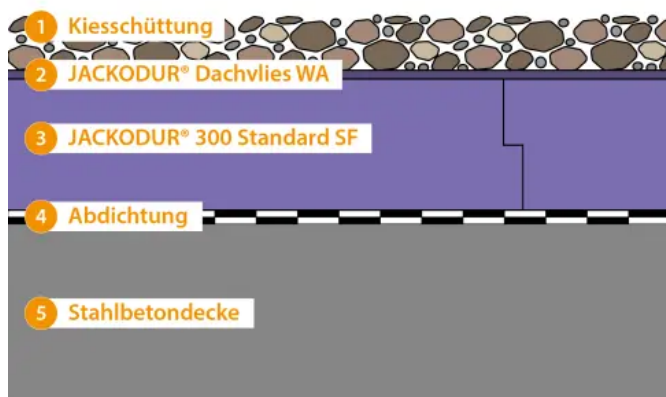 1 Kiesschüttung
2 JACKODUR® Dachvlies WA
3 JACKODUR® 300 Standard SF
4 Abdichtung
5 Stahlbetondecke